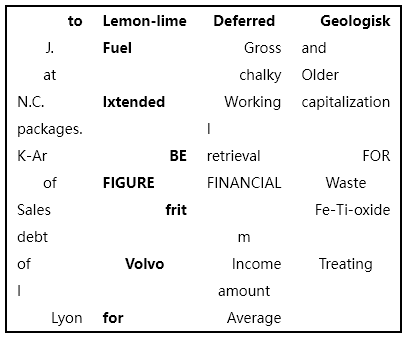 to Lemon-lime Deferred Geologisk
J. Fuel Gross and
at chalky Older
N.C. Ixtended Working capitalization
packages. l
K-Ar BE retrieval FOR
of FIGURE FINANCIAL Waste
Sales frit Fe-Ti-oxide
debt m
of Volvo Income Treating
l amount
Lyon for Average